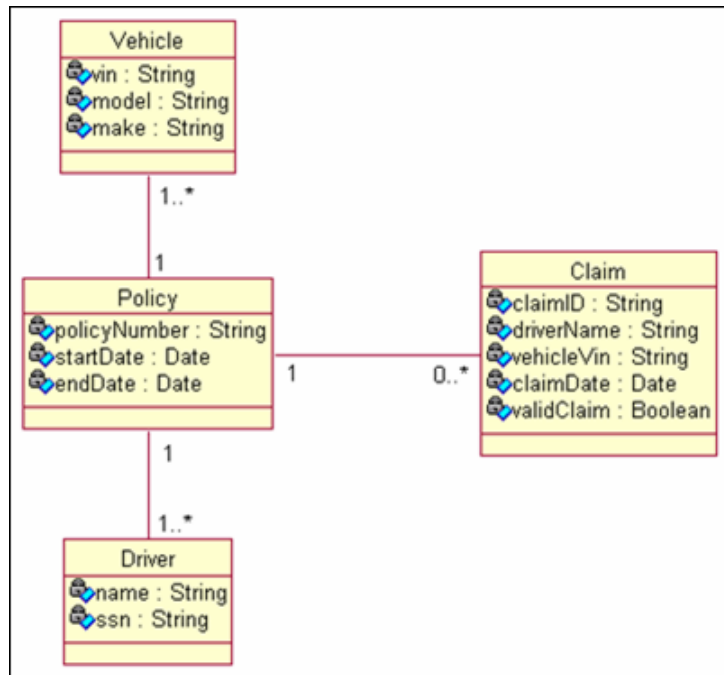 Vehicle
vin : String
model : String
make : String
1..*
1
Policy
policyNumber : String
startDate : Date
endDate : Date
1
0..*
Claim
claimID : String
driverName : String
vehicleVin : String
claimDate : Date
validClaim : Boolean
1
1..*
Driver
name : String
ssn : String